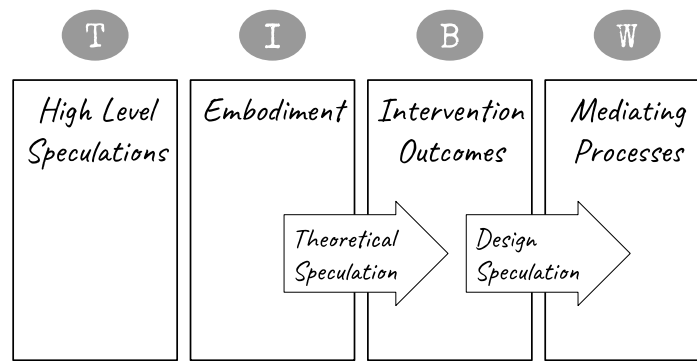 T
I
B
W
High Level
Speculations
Embodiment
Intervention
Outcomes
Mediating
Processes
Theoretical
Speculation
Design
Speculation